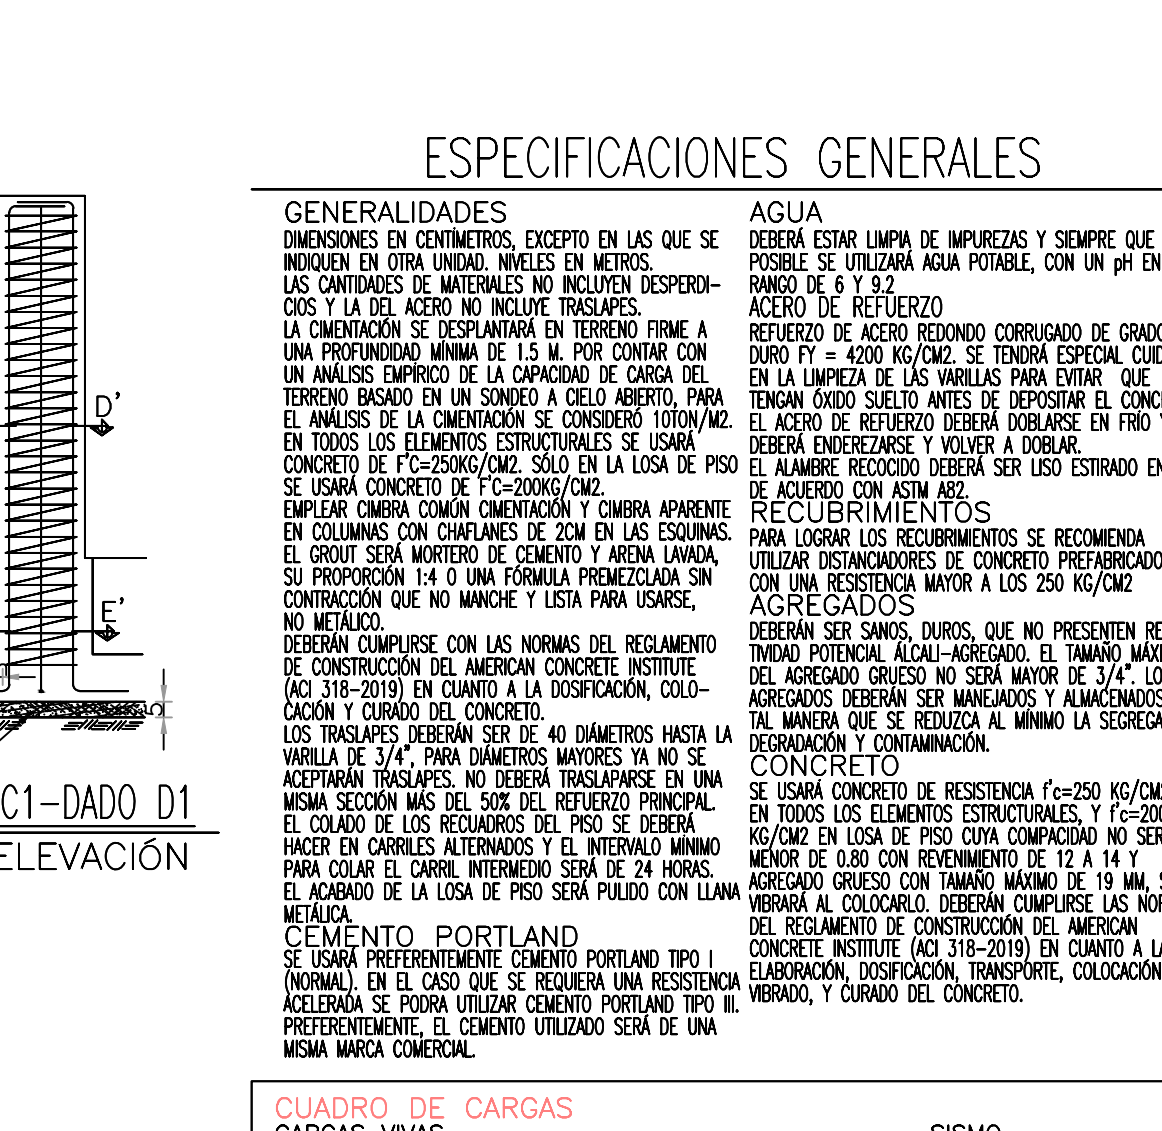 ESPECIFICACIONES GENERALES
GENERALIDADES
DIMENSIONES EN CENTÍMETROS, EXCEPTO EN LAS QUE SE
INDIQUEN EN OTRA UNIDAD. NIVELES EN METROS.
LAS CANTIDADES DE MATERIALES NO INCLUYEN DESPERDI-
CIOS Y LA DEL ACERO NO INCLUYE TRASLAPES.
LA CIMENTACIÓN SE DESPLANTARÁ EN TERRENO FIRME A
UNA PROFUNDIDAD MÍNIMA DE 1.5 M. POR CONTAR CON
UN ANÁLISIS EMPÍRICO DE LA CAPACIDAD DE CARGA DEL
TERRENO BASADO EN UN SONDEO A CIELO ABIERTO, PARA
EL ANÁLISIS DE LA CIMENTACIÓN SE CONSIDERÓ 10TON/M2.
EN TODOS LOS ELEMENTOS ESTRUCTURALES SE USARÁ
CONCRETO DE F'C=250KG/CM2. SÓLO EN LA LOSA DE PISO
SE USARÁ CONCRETO DE F'C=200KG/CM2.
EMPLEAR CIMBRA COMÚN CIMENTACIÓN Y CIMBRA APARENTE
EN COLUMNAS CON CHAFLANES DE 2CM EN LAS ESQUINAS.
EL GROUT SERÁ MORTERO DE CEMENTO Y ARENA LAVADA,
SU PROPORCIÓN 1:4 O UNA FÓRMULA PREMEZCLADA SIN
CONTRACCIÓN QUE NO MANCHE Y LISTA PARA USARSE,
NO METÁLICO.
DEBERÁN CUMPLIRSE CON LAS NORMAS DEL REGLAMENTO
DE CONSTRUCCIÓN DEL AMERICAN CONCRETE INSTITUTE
(ACI 318-2019) EN CUANTO A LA DOSIFICACIÓN, COLO-
CACIÓN Y CURADO DEL CONCRETO.
LOS TRASLAPES DEBERÁN SER DE 40 DIÁMETROS HASTA LA
VARILLA DE 3/4", PARA DIÁMETROS MAYORES YA NO SE
ACEPTARÁN TRASLAPES. NO DEBERÁ TRASLAPARSE EN UNA
MISMA SECCIÓN MÁS DEL 50% DEL REFUERZO PRINCIPAL.
EL COLADO DE LOS RECUADROS DEL PISO SE DEBERÁ
HACER EN CARRILES ALTERNADOS Y EL INTERVALO MÍNIMO
PARA COLAR EL CARRIL INTERMEDIO SERÁ DE 24 HORAS.
EL ACABADO DE LA LOSA DE PISO SERÁ PULIDO CON LLANA
METÁLICA.
CEMENTO PORTLAND
SE USARÁ PREFERENTEMENTE CEMENTO PORTLAND TIPO I
(NORMAL). EN EL CASO QUE SE REQUIERA UNA RESISTENCIA
ACELERADA SE PODRA UTILIZAR CEMENTO PORTLAND TIPO III.
PREFERENTEMENTE, EL CEMENTO UTILIZADO SERÁ DE UNA
MISMA MARCA COMERCIAL.
AGUA
DEBERÁ ESTAR LIMPIA DE IMPUREZAS Y SIEMPRE QUE
POSIBLE SE UTILIZARÁ AGUA POTABLE, CON UN pH EN
RANGO DE 6 Y 9.2
ACERO DE REFUERZO
REFUERZO DE ACERO REDONDO CORRUGADO DE GRADO
DURO FY = 4200 KG/CM2. SE TENDRÁ ESPECIAL CUID
EN LA LIMPIEZA DE LAS VARILLAS PARA EVITAR QUE
TENGAN ÓXIDO SUELTO ANTES DE DEPOSITAR EL CONC
EL ACERO DE REFUERZO DEBERÁ DOBLARSE EN FRÍO Y
DEBERÁ ENDEREZARSE Y VOLVER A DOBLAR.
EL ALAMBRE RECOCIDO DEBERÁ SER LISO ESTIRADO EN
DE ACUERDO CON ASTM A82.
RECUBRIMIENTOS
PARA LOGRAR LOS RECUBRIMIENTOS SE RECOMIENDA
UTILIZAR DISTANCIADORES DE CONCRETO PREFABRICADO
CON UNA RESISTENCIA MAYOR A LOS 250 KG/CM2
AGREGADOS
DEBERÁN SER SANOS, DUROS, QUE NO PRESENTEN RE
TIVIDAD POTENCIAL ÁLCALI-AGREGADO. EL TAMAÑO MÁXI
DEL AGREGADO GRUESO NO SERÁ MAYOR DE 3/4". LO
AGREGADOS DEBERÁN SER MANEJADOS Y ALMACENADOS
TAL MANERA QUE SE REDUZCA AL MÍNIMO LA SEGREGA
DEGRADACIÓN Y CONTAMINACIÓN.
CONCRETO
SE USARÁ CONCRETO DE RESISTENCIA f'c=250 KG/CM
EN TODOS LOS ELEMENTOS ESTRUCTURALES, Y f'c=200
KG/CM2 EN LOSA DE PISO CUYA COMPACIDAD NO SER
MENOR DE 0.80 CON REVENIMIENTO DE 12 A 14 Y
AGREGADO GRUESO CON TAMAÑO MÁXIMO DE 19 MM, S
VIBRARÁ AL COLOCARLO. DEBERÁN CUMPLIRSE LAS NOR
DEL REGLAMENTO DE CONSTRUCCIÓN DEL AMERICAN
CONCRETE INSTITUTE (ACI 318-2019) EN CUANTO A LA
ELABORACIÓN, DOSIFICACIÓN, TRANSPORTE, COLOCACIÓN
VIBRADO, Y CURADO DEL CONCRETO.
D'
E'
5
C1-DADO D1
ELEVACIÓN
CUADRO DE CARGAS
CARGAS VIVAS
SISMO